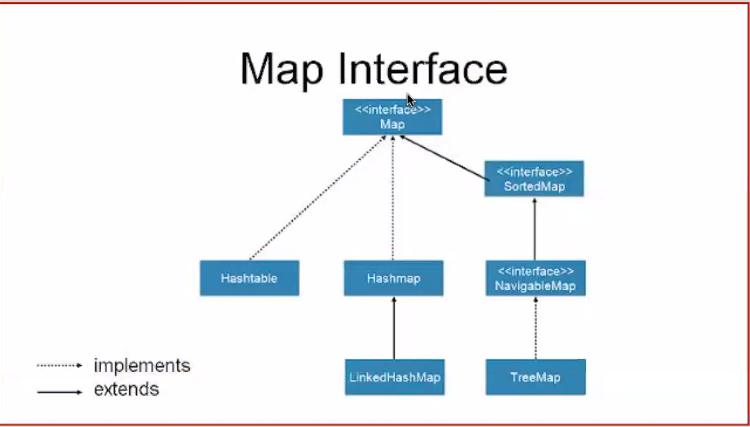 Map Interface
<<interface>>
Map
<<interface>>
SortedMap
Hashtable
Hashmap
<<interface>>
NavigableMap
implements
extends
LinkedHashMap
TreeMap